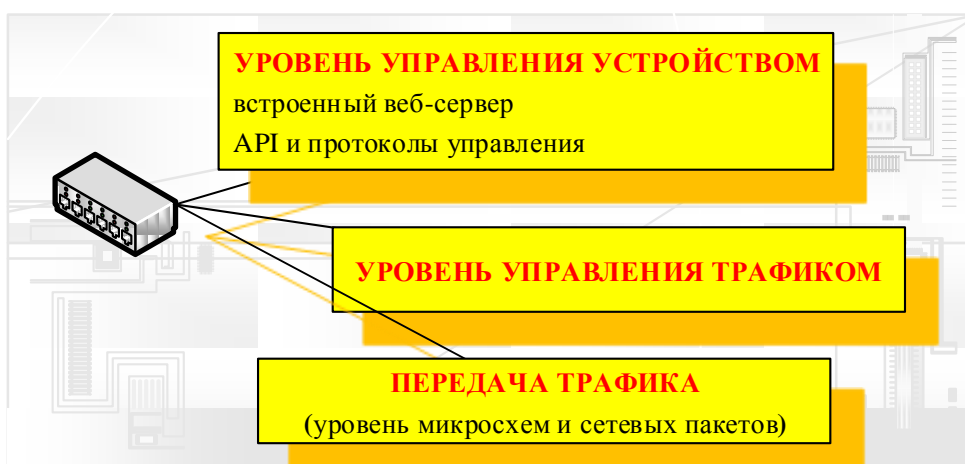 УРОВЕНЬ УПРАВЛЕНИЯ УСТРОЙСТВОМ
встроенный веб-сервер
API и протоколы управления
УРОВЕНЬ УПРАВЛЕНИЯ ТРАФИКОМ
ПЕРЕДАЧА ТРАФИКА
(уровень микросхем и сетевых пакетов)